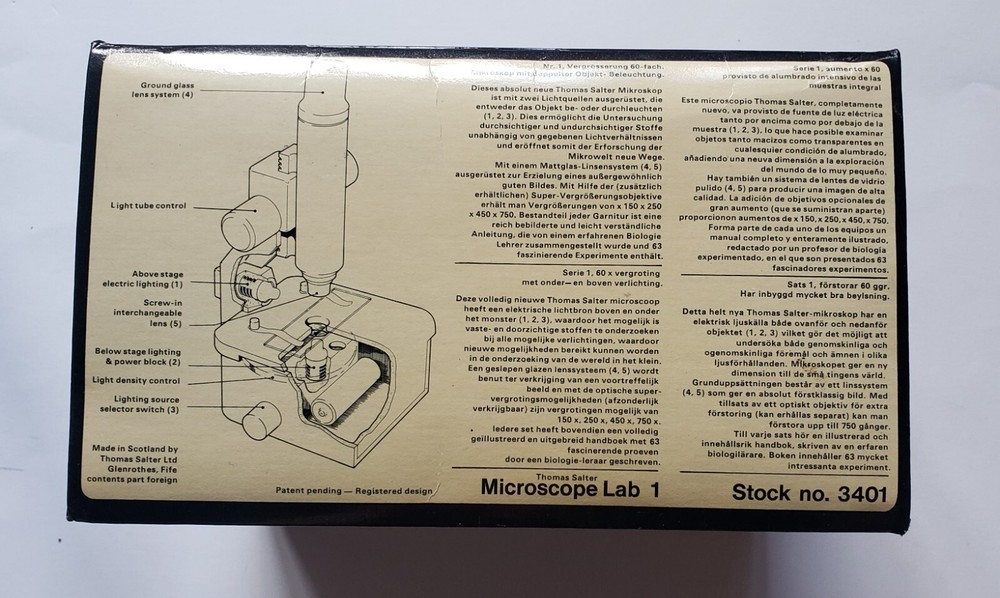 Ground glass
lens system (4)
Light tube control
Above stage
electric lighting (1)
Screw-in
interchangeable
lens (5)
Below stage lighting
& power block (2)
Light density control
Lighting source
selector switch (3)
Made in Scotland by
Thomas Salter Ltd
Glenrothes, Fife
contents part foreign
Patent pending — Registered design
Nr. 1, Vergrösserung 60-fach.
Mikroskop mit doppelter Objekt- Beleuchtung.
Dieses absolut neue Thomas Salter Mikroskop
ist mit zwei Lichtquellen ausgerüstet, die
entweder das Objekt be- oder durchleuchten
(1, 2, 3). Dies ermöglicht die Untersuchung
durchsichtiger und undurchsichtiger Stoffe
unabhängig von gegebenen Lichtverhältnissen
und eröffnet somit der Erforschung der
Mikrowelt neue Wege.
Mit einem Mattglas-Linsensystem (4, 5)
ausgerüstet zur Erzielung eines außergewöhnlich
guten Bildes. Mit Hilfe der (zusätzlich
erhältlichen) Super-Vergrößerungsobjektive
erhält man Vergrößerungen von x 150 x 250
x 450 x 750. Bestandteil jeder Garnitur ist eine
reich bebilderte und leicht verständliche
Anleitung, die von einem erfahrenen Biologie
Lehrer zusammengestellt wurde und 63
faszinierende Experimente enthält.
Serie 1, 60 x vergroting
met onder—en boven verlichting.
Deze volledig nieuwe Thomas Salter microscoop
heeft een elektrische lichtbron boven en onder
het monster (1, 2, 3), waardoor het mogelijk is
vaste- en doorzichtige stoffen te onderzoeken
bij alle mogelijke verlichtingen, waardoor
nieuwe mogelijkheden bereikt kunnen worden
in de onderzoeking van de wereld in het klein.
Een geslepen glazen lenssysteem (4, 5) wordt
benut ter verkrijging van een voortreffelijk
beeld en met de optische super-
vergrotingsmogelijkheden (afzonderlijk
verkrijgbaar) zijn vergrotingen mogelijk van
150 x, 250 x, 450 x, 750 x.
Iedere set heeft bovendien een volledig
geïllustreerd en uitgebreid handboek met 63
fascinerende proeven
door een biologie-leraar geschreven.
Thomas Salter
Microscope Lab 1
Serie 1, aumento x 60
provisto de alumbrado intensivo de las
muestras integral
Este microscopio Thomas Salter, completamente
nuevo, va provisto de fuente de luz eléctrica
tanto por encima como por debajo de la
muestra (1, 2, 3), lo que hace posible examinar
objetos tanto macizos como transparentes en
cualesquier condición de alumbrado,
añadiendo una neuva dimensión a la exploración
del mundo de lo muy pequeño.
Hay también un sistema de lentes de vidrio
pulido (4, 5) para producir una imagen de alta
calidad. La adición de objetivos opcionales de
gran aumento (que se suministran aparte)
proporcionon aumentos de x 150, x 250, x 450, x 750.
Forma parte de cada uno de los equipos un
manual completo y enteramente ilustrado,
redactado por un profesor de biología
experimentado, en el que son presentados 63
fascinadores experimentos.
Sats 1, förstorar 60 ggr.
Har inbyggd mycket bra belysning.
Detta helt nya Thomas Salter-mikroskop har en
elektrisk ljuskälla både ovanför och nedanför
objektet (1, 2, 3) vilket gör det möjligt att
undersöka både genomskinliga och
ogenomskinliga föremål och ämnen i olika
ljusförhållanden. Mikroskopet ger en ny
dimension till de små tingens värld.
Grunduppsättningen består av ett linssystem
(4, 5) som ger en absolut förstklassig bild. Med
tillsats av ett optiskt objektiv för extra
förstoring (kan erhållas separat) kan man
förstora upp till 750 gånger.
Till varje sats hör en illustrerad och
innehållsrik handbok, skriven av en erfaren
biologilärare. Boken innehåller 63 mycket
intressanta experiment.
Stock no. 3401